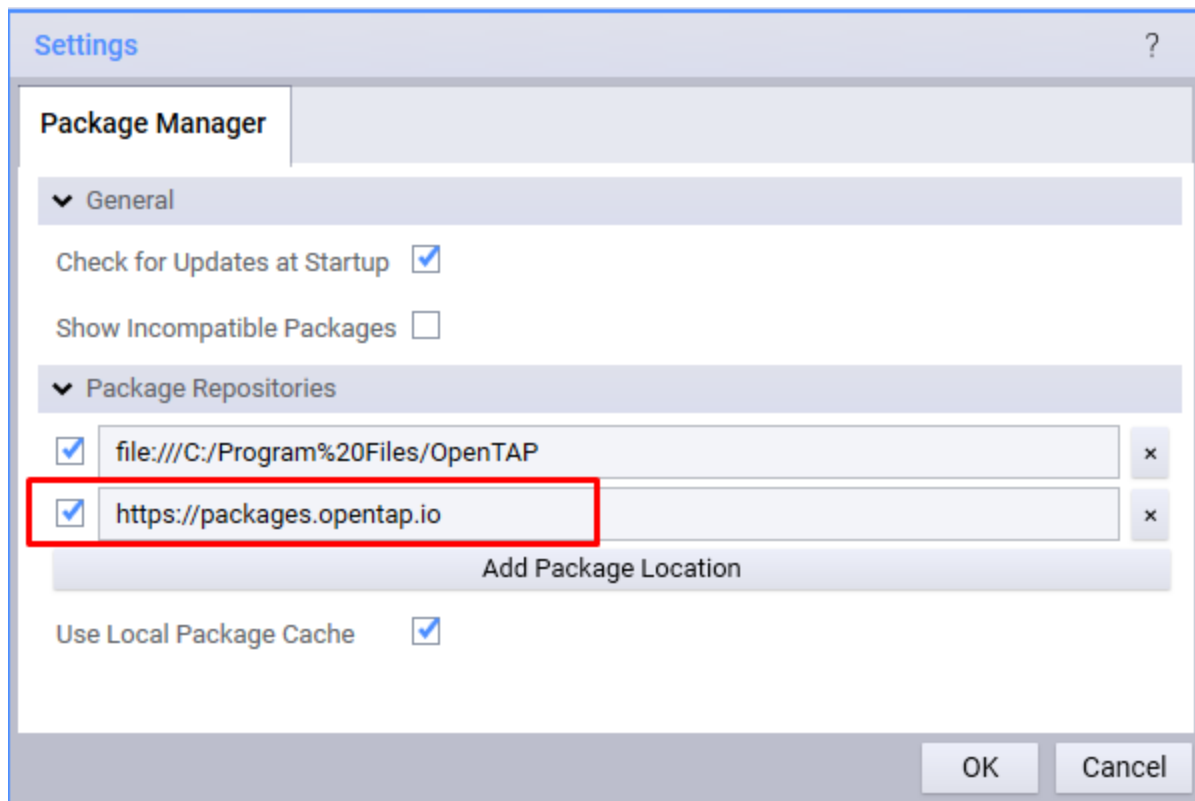 Settings ?
Package Manager
General
Check for Updates at Startup
Show Incompatible Packages
Package Repositories
file:///C:/Program%20Files/OpenTAP ×
https://packages.opentap.io ×
Add Package Location
Use Local Package Cache
OK Cancel